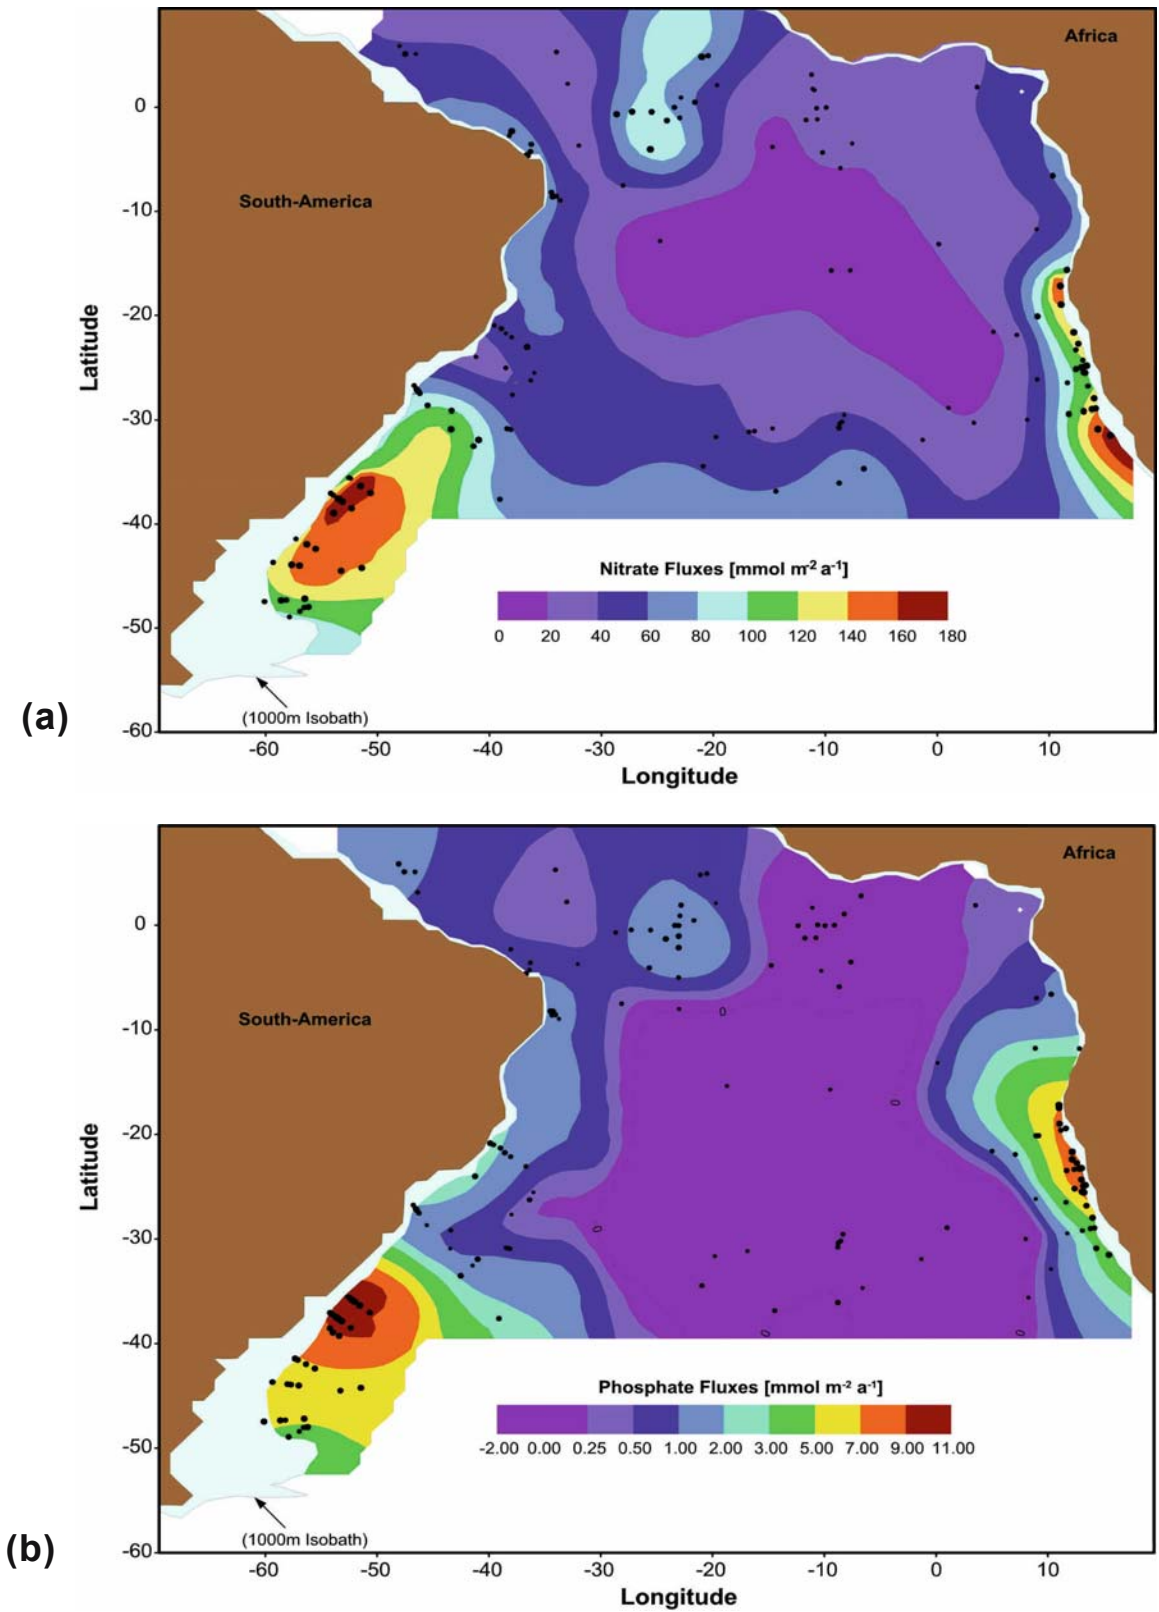 Africa
South-America
0
-10
-20
-30
-40
-50
-60
Latitude
Nitrate Fluxes [mmol m-2 a-1]
0 20 40 60 80 100 120 140 160 180
(1000m Isobath)
(a)
-60 -50 -40 -30 -20 -10 0 10
Longitude
Africa
South-America
0
-10
-20
-30
-40
-50
-60
Latitude
Phosphate Fluxes [mmol m-2 a-1]
-2.00 0.00 0.25 0.50 1.00 2.00 3.00 5.00 7.00 9.00 11.00
(1000m Isobath)
(b)
-60 -50 -40 -30 -20 -10 0 10
Longitude